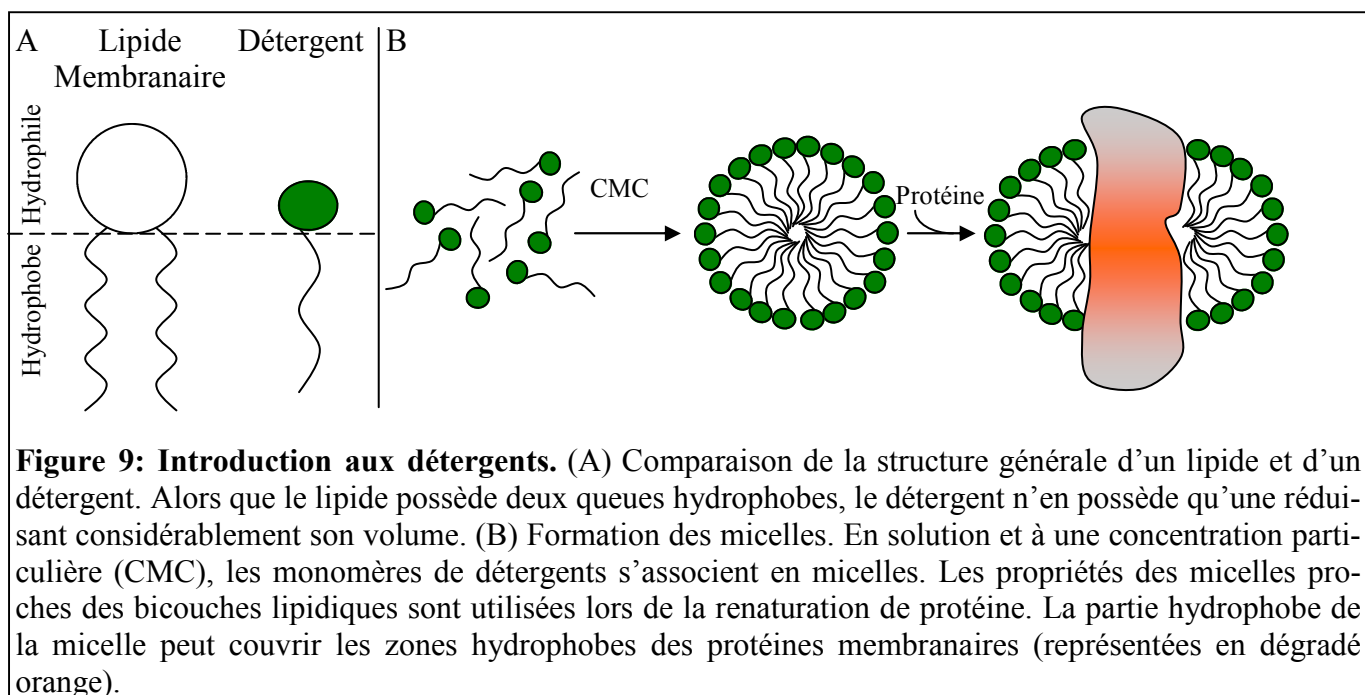 A
Lipide
Membranaire
Détergent
B
Hydrophile
Hydrophobe
CMC
Protéine
Figure 9: Introduction aux détergents. (A) Comparaison de la structure générale d’un lipide et d’un
détergent. Alors que le lipide possède deux queues hydrophobes, le détergent n’en possède qu’une rédui-
sant considérablement son volume. (B) Formation des micelles. En solution et à une concentration parti-
culière (CMC), les monomères de détergents s’associent en micelles. Les propriétés des micelles pro-
ches des bicouches lipidiques sont utilisées lors de la renaturation de protéine. La partie hydrophobe de
la micelle peut couvrir les zones hydrophobes des protéines membranaires (représentées en dégradé
orange).